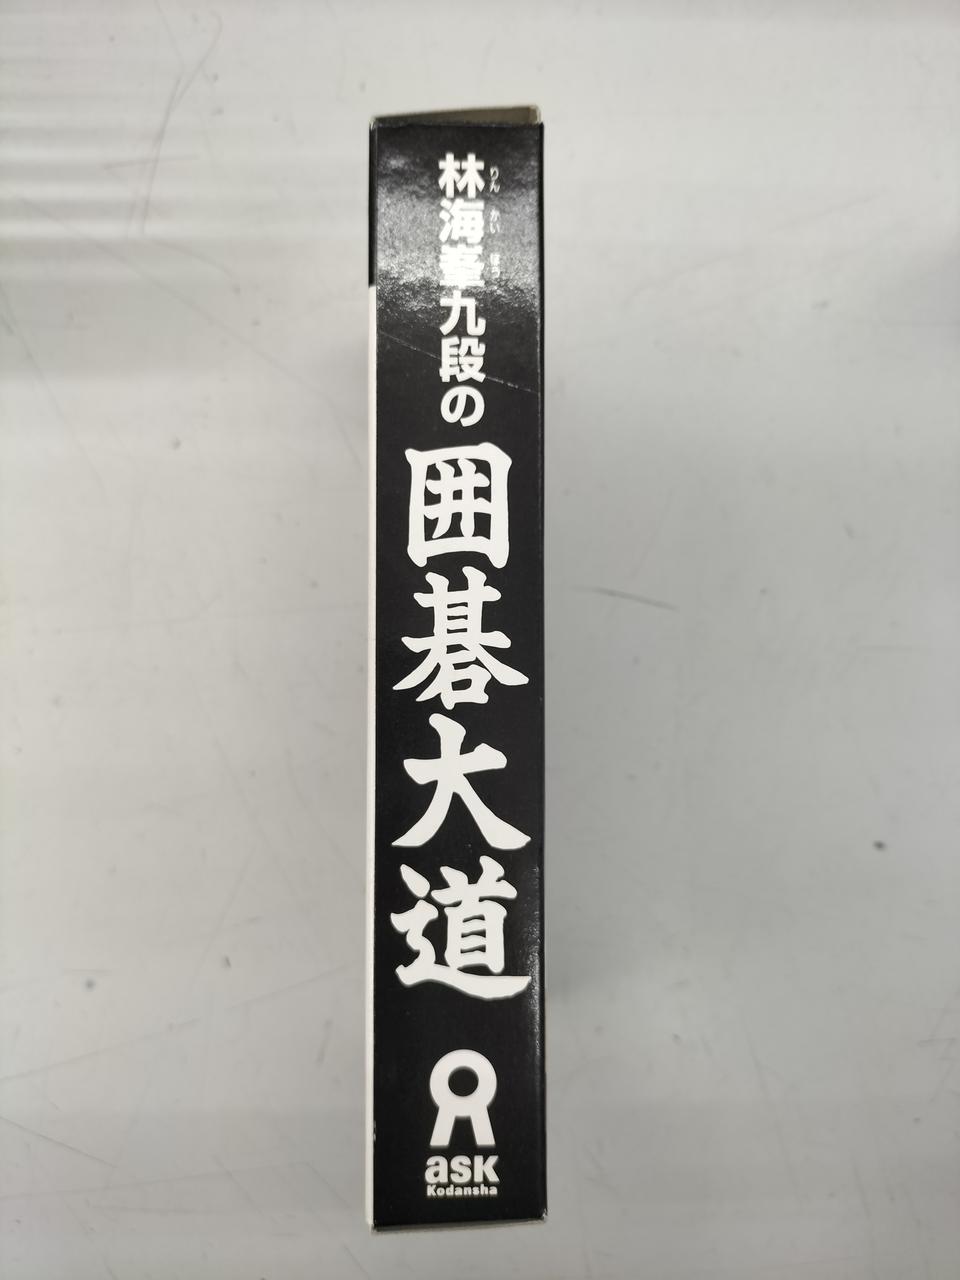 林海峯九段の
りん かい ほう
囲碁大道
ask
Kodansha